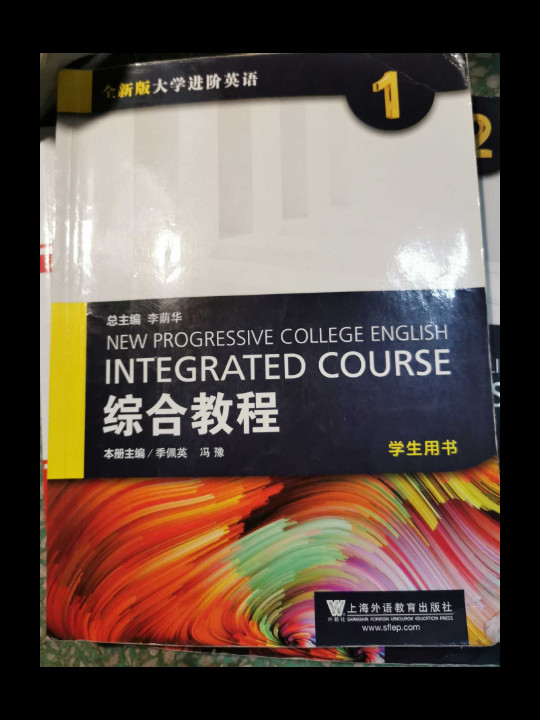 全新版大学进阶英语
1
2
总主编 李荫华
NEW PROGRESSIVE COLLEGE ENGLISH
INTEGRATED COURSE
综合教程
本册主编/季佩英 冯豫
学生用书
W 上海外语教育出版社
外教社 SHANGHAI FOREIGN LANGUAGE EDUCATION PRESS
www.sflep.com